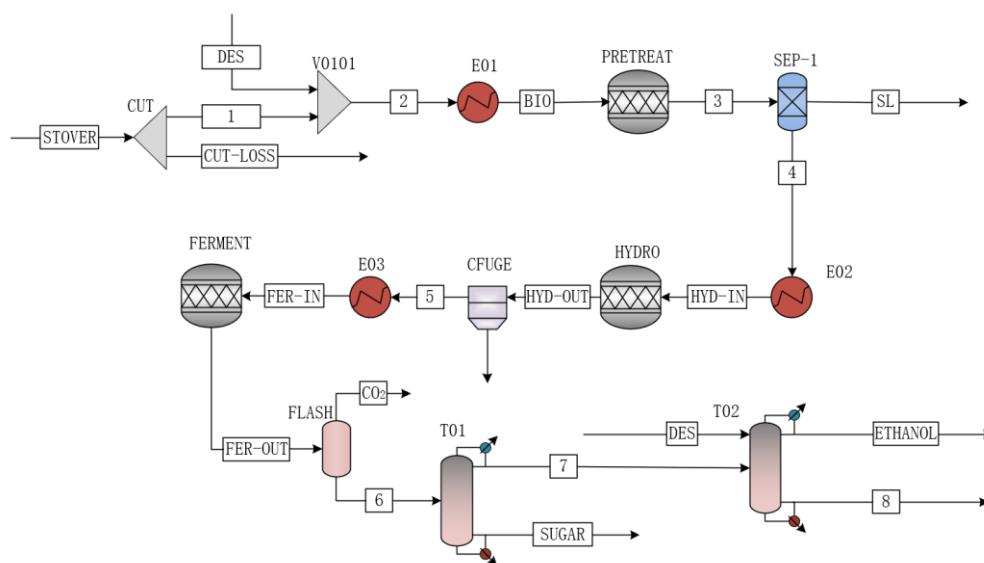 DES
V0101
E01
PRETREAT
SEP-1
CUT
STOVER
1
2
BIO
3
SL
CUT-LOSS
4
FERMENT
E03
CFUGE
HYDRO
E02
FER-IN
5
HYD-OUT
HYD-IN
CO₂
FLASH
FER-OUT
T01
T02
DES
ETHANOL
7
6
8
SUGAR